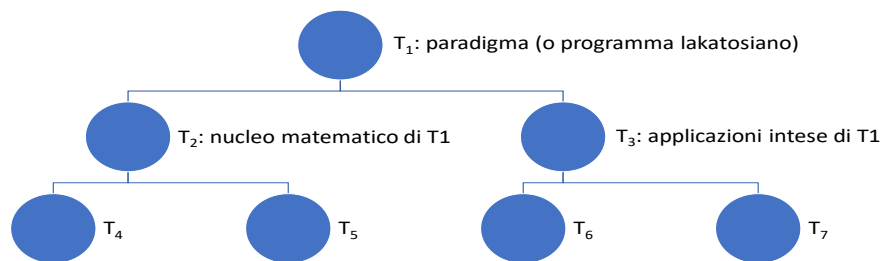 T₁: paradigma (o programma lakatosiano)
T₂: nucleo matematico di T1
T₃: applicazioni intese di T1
T₄
T₅
T₆
T₇